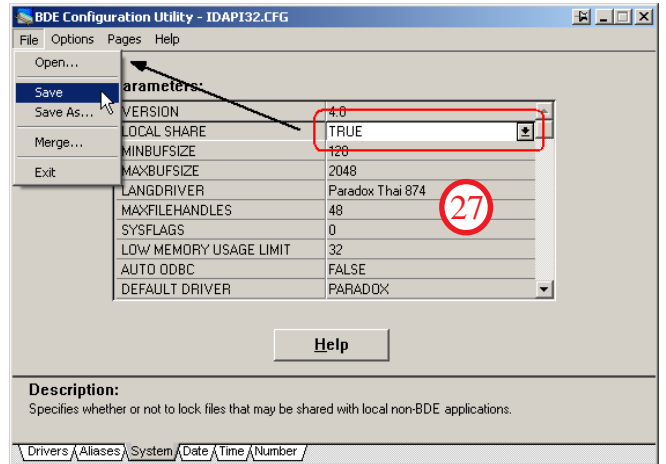 BDE Configuration Utility - IDAPI32.CFG
File Options Pages Help
Open...
Save
Save As...
Merge...
Exit
arameters:
VERSION 4.0
LOCAL SHARE TRUE
MINBUFSIZE 128
MAXBUFSIZE 2048
LANGDRIVER Paradox Thai 874
MAXFILEHANDLES 48
SYSFLAGS 0
LOW MEMORY USAGE LIMIT 32
AUTO ODBC FALSE
DEFAULT DRIVER PARADOX
27
Help
Description:
Specifies whether or not to lock files that may be shared with local non-BDE applications.
Drivers Aliases System Date Time Number